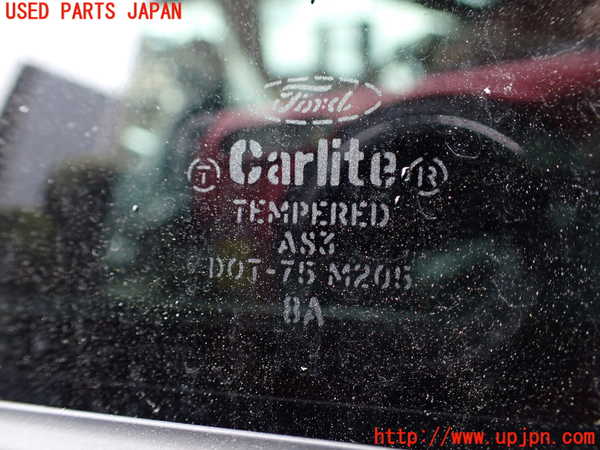 USED PARTS JAPAN
Ford
T Carlite R
TEMPERED
AS3
DOT-75 M205
8A
http://www.upjpn.com/